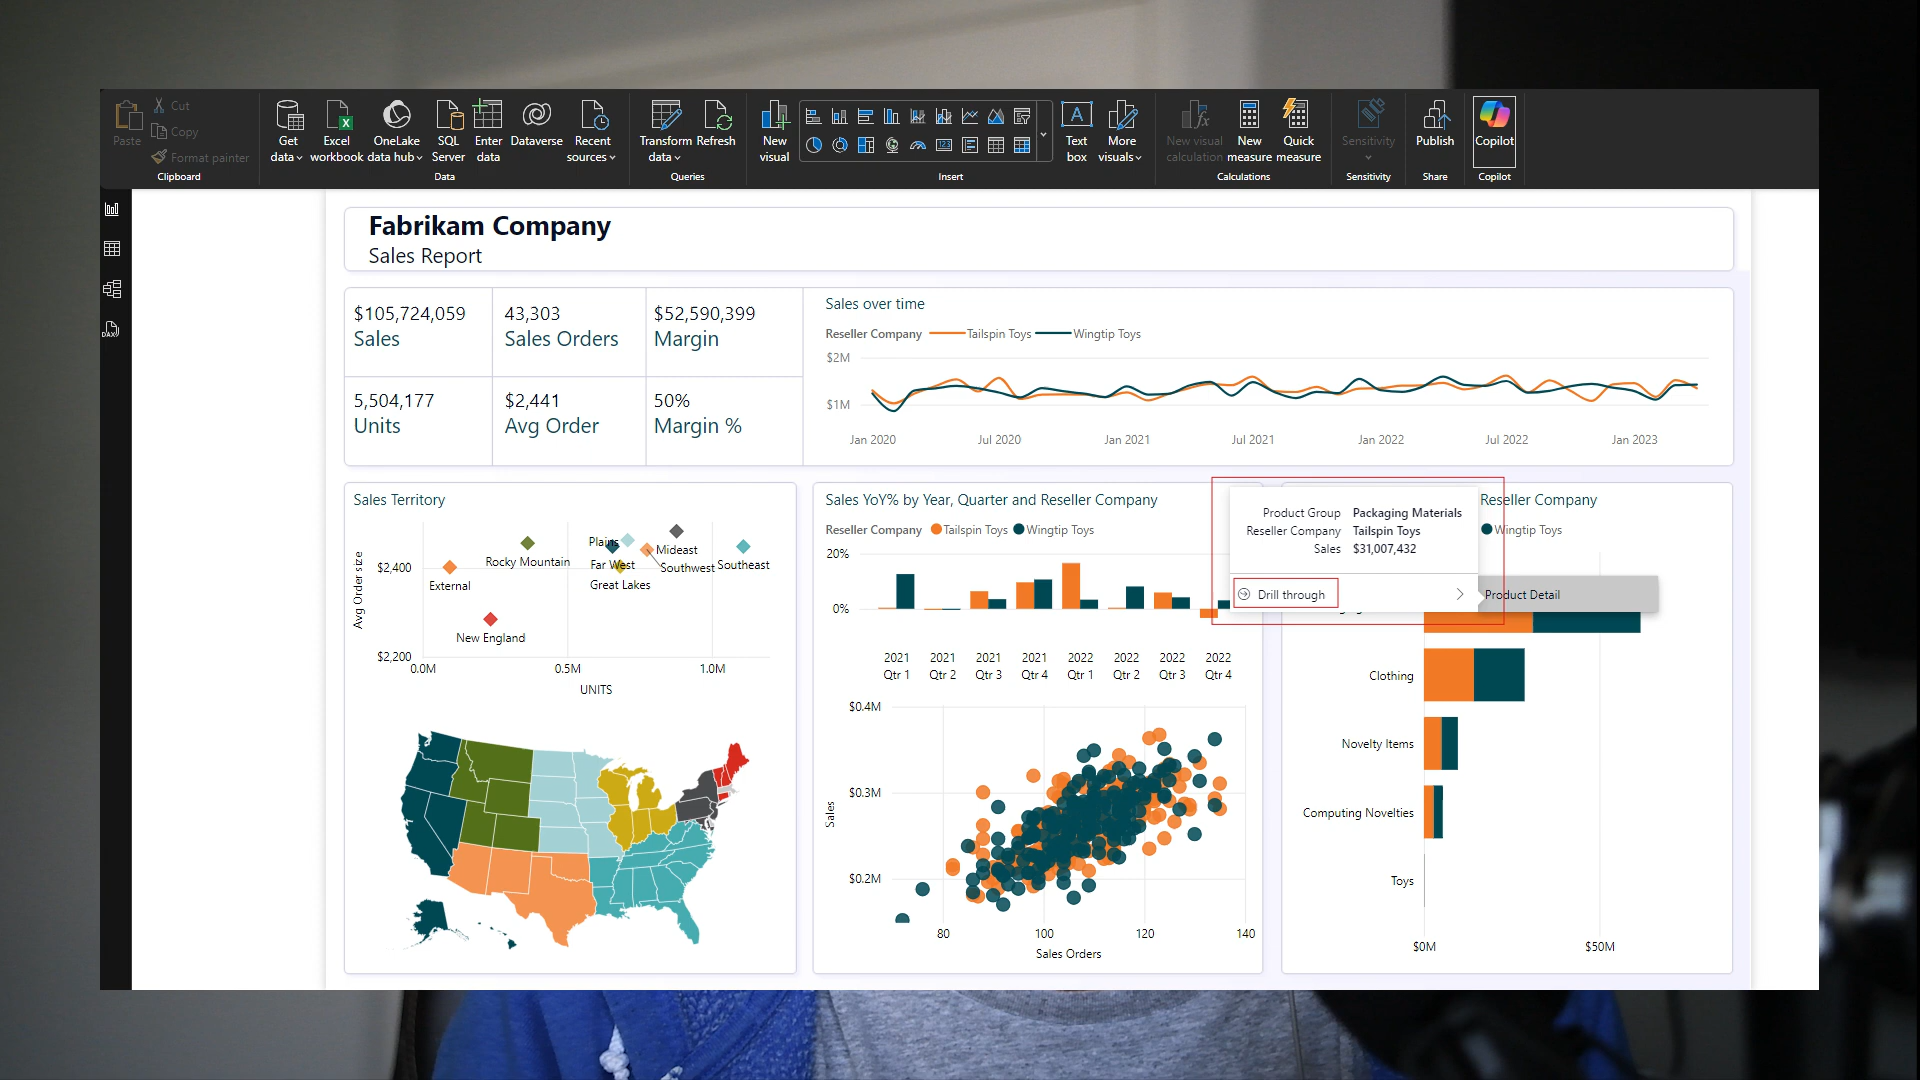 Cut
Copy
Format painter
Paste
Clipboard
Get data
Excel workbook
OneLake data hub
SQL Server
Enter data
Dataverse
Recent sources
Data
Transform data
Refresh
Queries
New visual
Insert
A
Text box
More visuals
New visual calculation
New measure
Quick measure
Calculations
Sensitivity
Sensitivity
Publish
Share
Copilot
Copilot
DAX
Fabrikam Company
Sales Report
$105,724,059
Sales
43,303
Sales Orders
$52,590,399
Margin
5,504,177
Units
$2,441
Avg Order
50%
Margin %
Sales over time
Reseller Company Tailspin Toys Wingtip Toys
$2M
$1M
Jan 2020 Jul 2020 Jan 2021 Jul 2021 Jan 2022 Jul 2022 Jan 2023
Sales Territory
Avg Order size
$2,400
$2,200
Plains
Mideast
Rocky Mountain
Far West
Southwest
Southeast
External
Great Lakes
New England
0.0M 0.5M 1.0M
UNITS
Sales YoY% by Year, Quarter and Reseller Company
Reseller Company Tailspin Toys Wingtip Toys
20%
0%
2021 2021 2021 2021 2022 2022 2022 2022
Qtr 1 Qtr 2 Qtr 3 Qtr 4 Qtr 1 Qtr 2 Qtr 3 Qtr 4
$0.4M
$0.3M
$0.2M
Sales
80 100 120 140
Sales Orders
Product Group Packaging Materials
Reseller Company Tailspin Toys
Sales $31,007,432
Drill through
Product Detail
Reseller Company
Wingtip Toys
Clothing
Novelty Items
Computing Novelties
Toys
$0M $50M